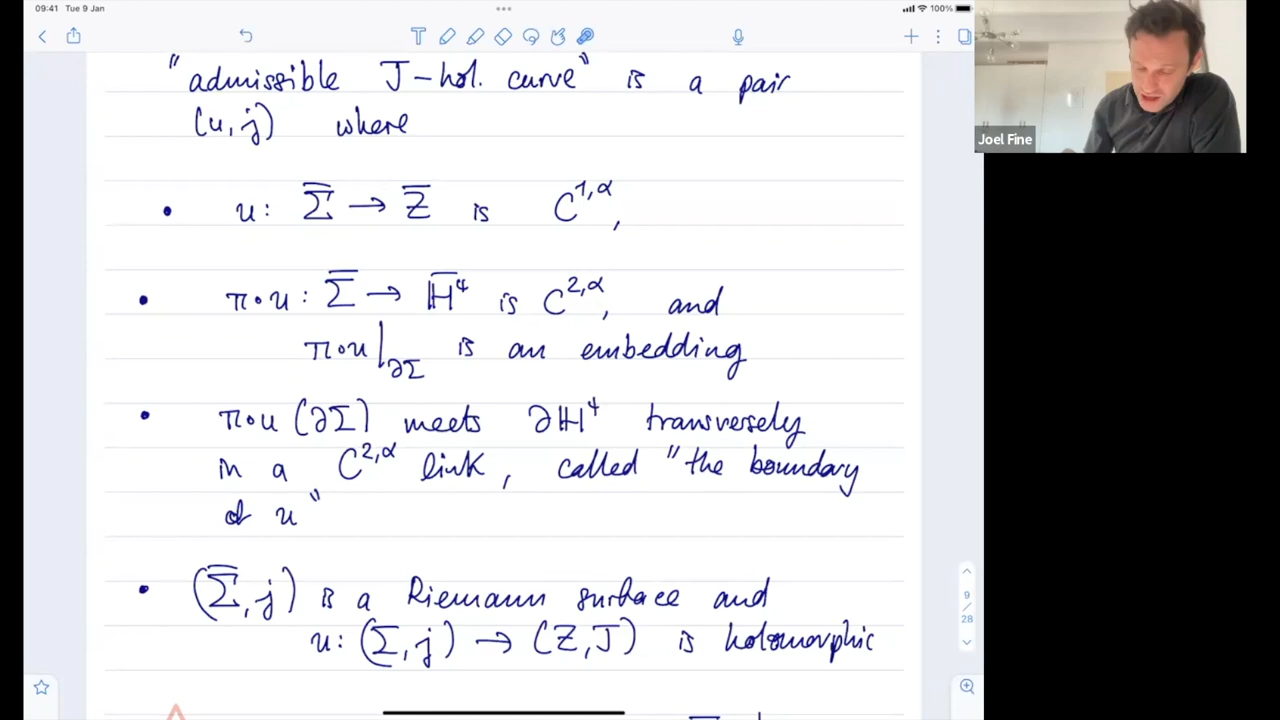 09:41 Tue 9 Jan
100%
"admissible J-hol. curve" is a pair
(u, j) where
• u: Σ̅ → Z̅ is C^{1,α},
• π∘u : Σ̅ → H̅⁴ is C^{2,α}, and
π∘u|_{∂Σ} is an embedding
• π∘u (∂Σ) meets ∂H⁴ transversely
in a C^{2,α} link, called "the boundary
of u"
• (Σ̅, j) is a Riemann surface and
u: (Σ, j) → (Z, J) is holomorphic
9
/
28
Joel Fine